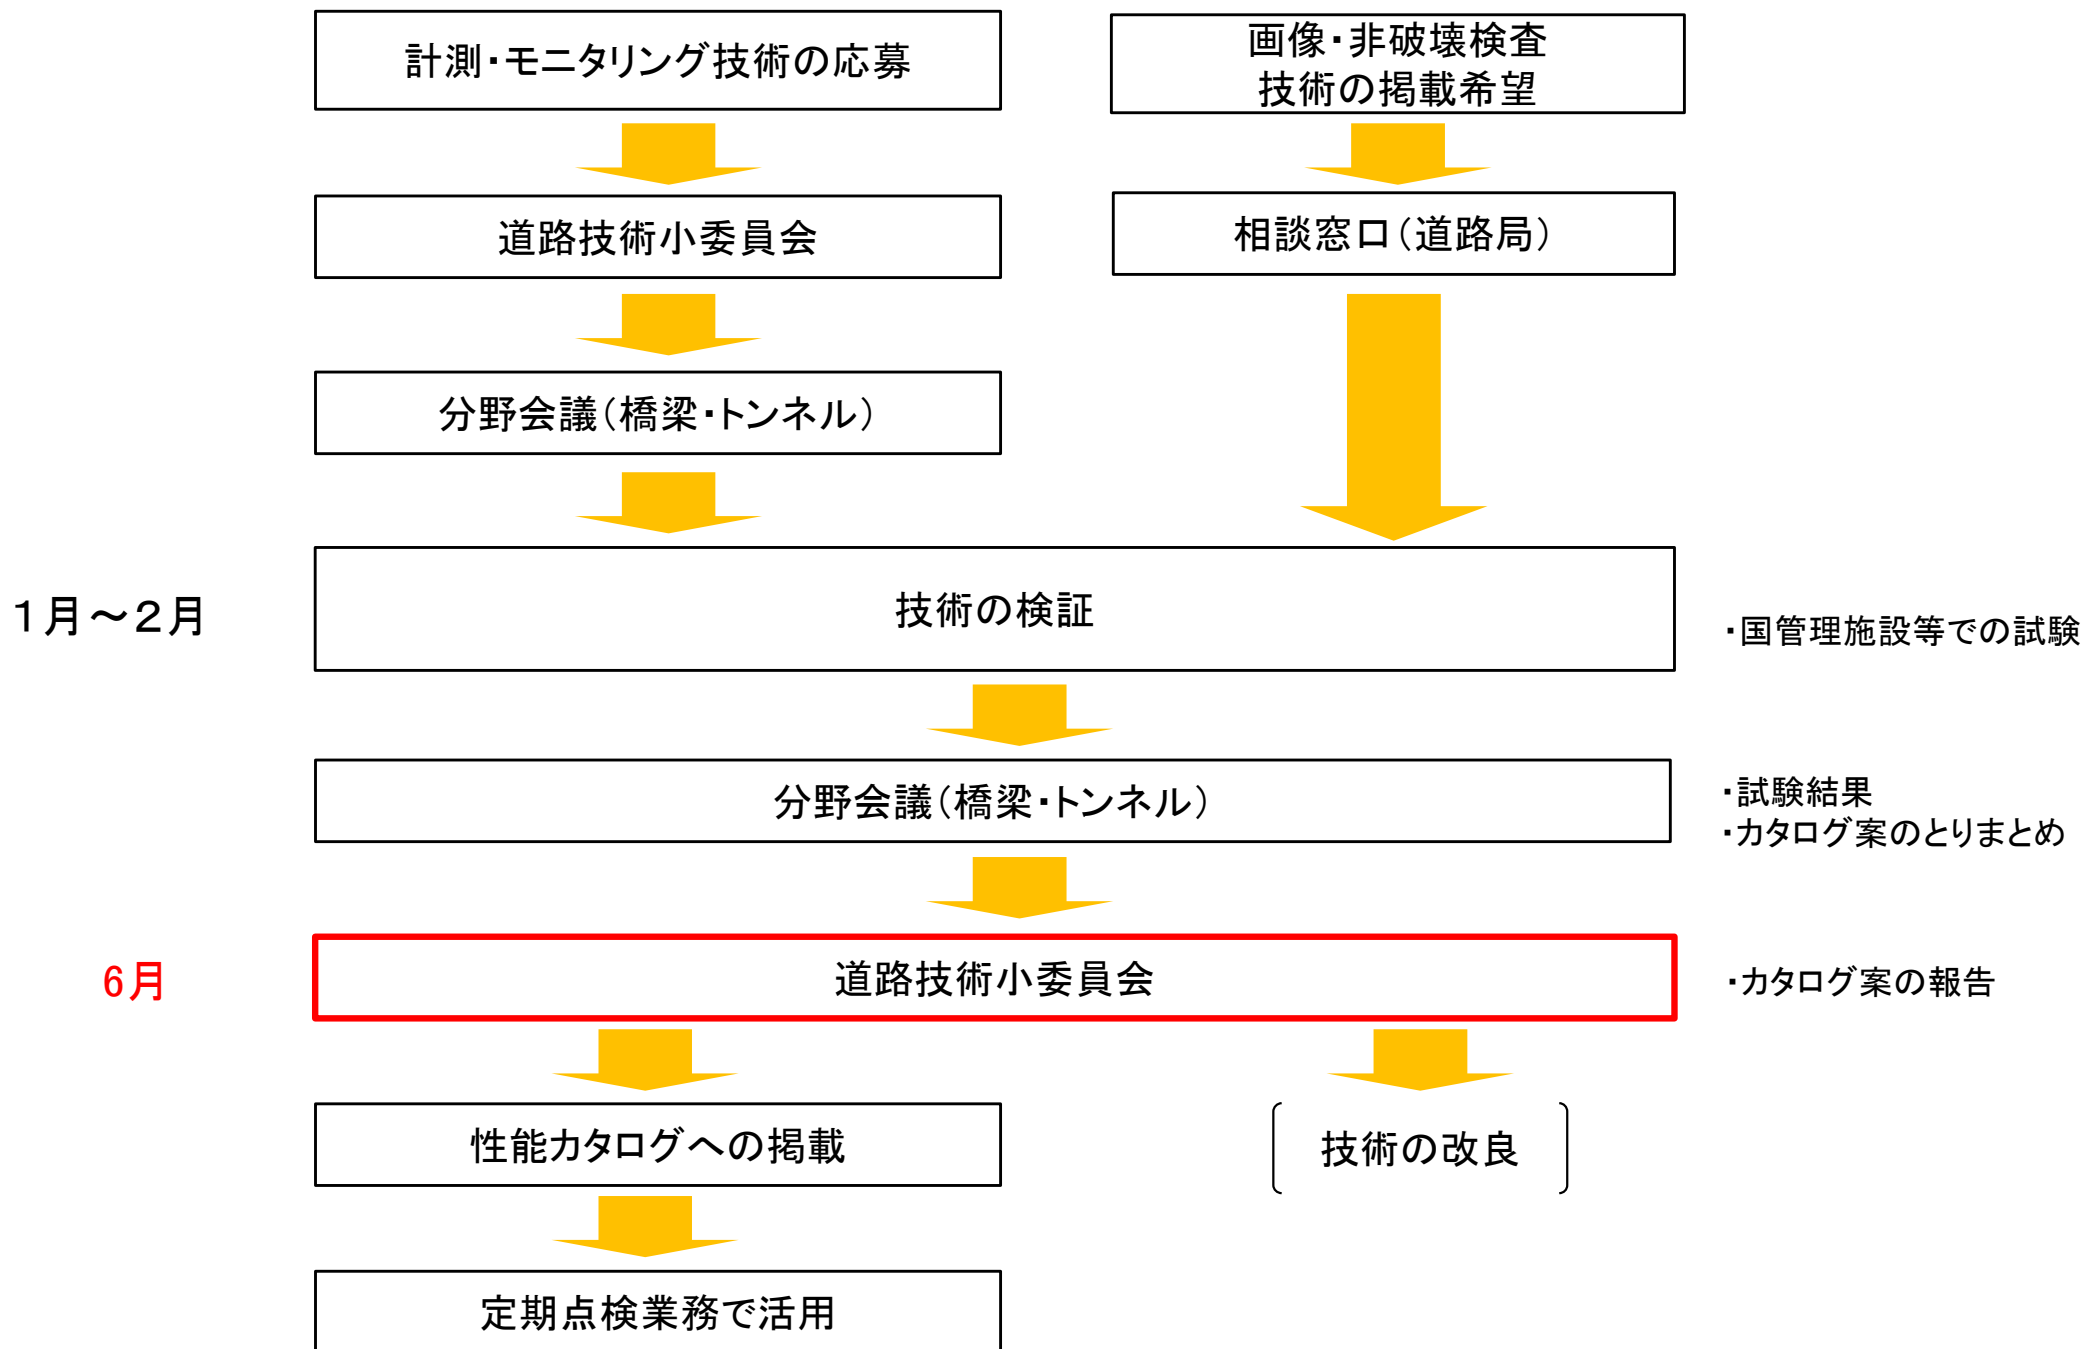 計測・モニタリング技術の応募
画像・非破壊検査
技術の掲載希望
道路技術小委員会
相談窓口（道路局）
分野会議（橋梁・トンネル）
１月～２月
技術の検証
・国管理施設等での試験
分野会議（橋梁・トンネル）
・試験結果
・カタログ案のとりまとめ
6月
道路技術小委員会
・カタログ案の報告
性能カタログへの掲載
技術の改良
定期点検業務で活用